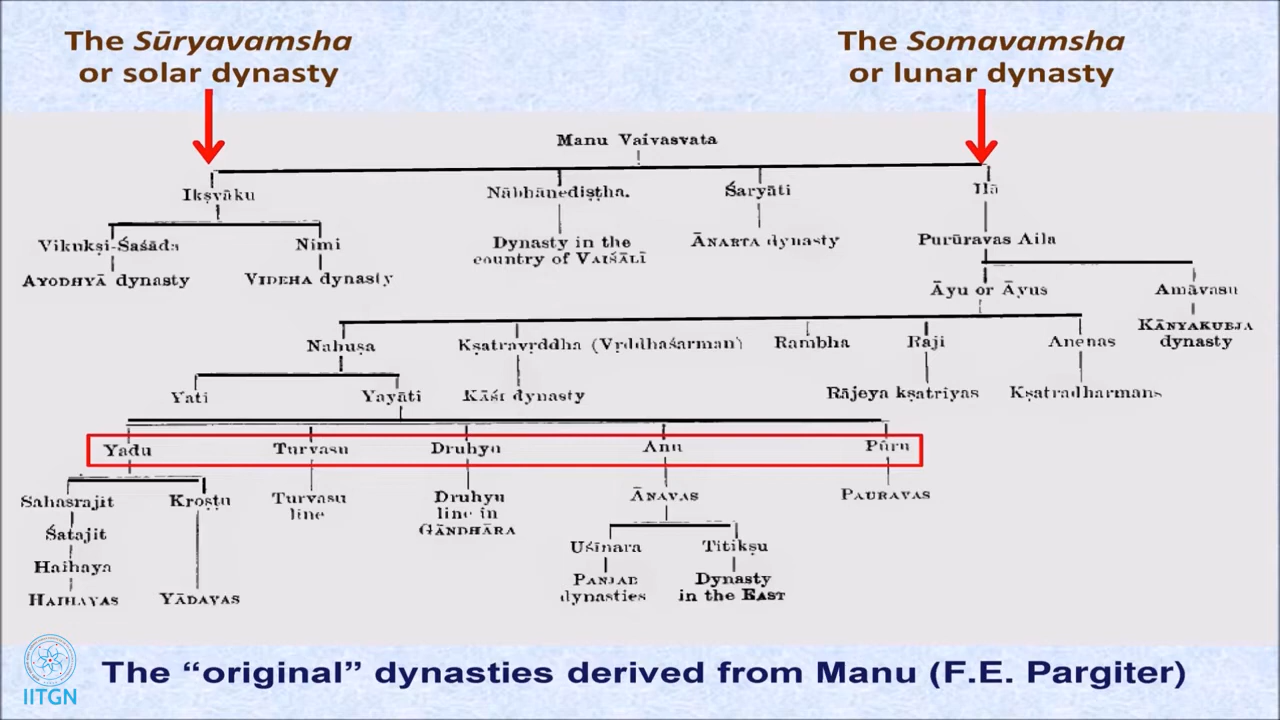 The Sūryavamsha
or solar dynasty
The Somavamsha
or lunar dynasty
Manu Vaivasvata
Ikṣvāku
Nābhānediṣṭha.
Śaryāti
Ilā
Vikukṣi-Śaśāda
Nimi
Dynasty in the
country of VAIŚĀLĪ
ĀNARTA dynasty
Purūravas Aila
AYODHYĀ dynasty
VIDEHA dynasty
Āyu or Āyus
Amāvasu
KĀNYAKUBJA
dynasty
Nahuṣa
Kṣatravṛddha (Vṛddhaśarman)
Rambha
Raji
Anenas
Yati
Yayāti
KĀŚI dynasty
Rājeya kṣatriyas
Kṣatradharmans
Yadu
Turvasu
Druhyu
Anu
Pūru
Sahasrajit
Kroṣṭu
Turvasu
line
Druhyu
line in
GĀNDHĀRA
ĀNAVAS
PAURAVAS
Śatajit
Haihaya
HAIHAYAS
YĀDAVAS
Uśīnara
Titikṣu
PANJAB
dynasties
Dynasty
in the EAST
The “original” dynasties derived from Manu (F.E. Pargiter)
IITGN